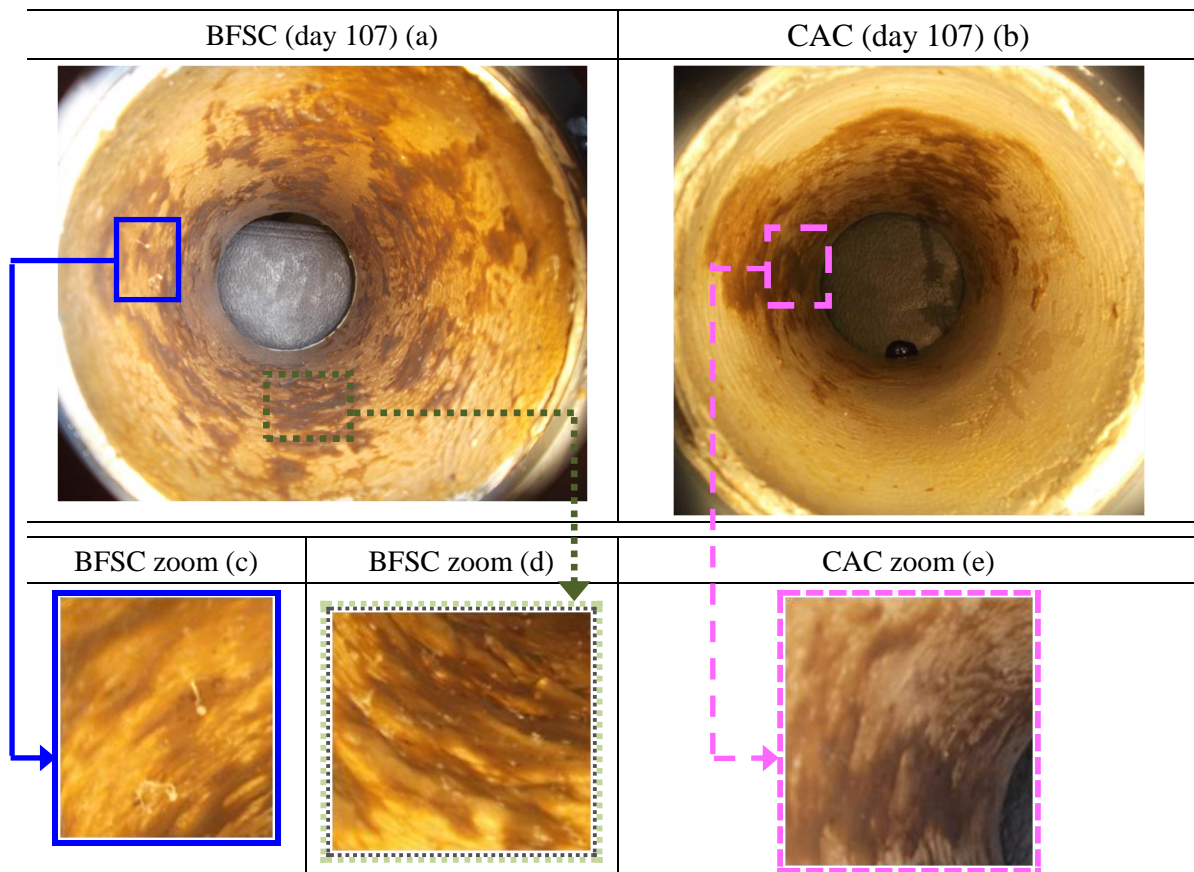 BFSC (day 107) (a)
CAC (day 107) (b)
BFSC zoom (c)
BFSC zoom (d)
CAC zoom (e)